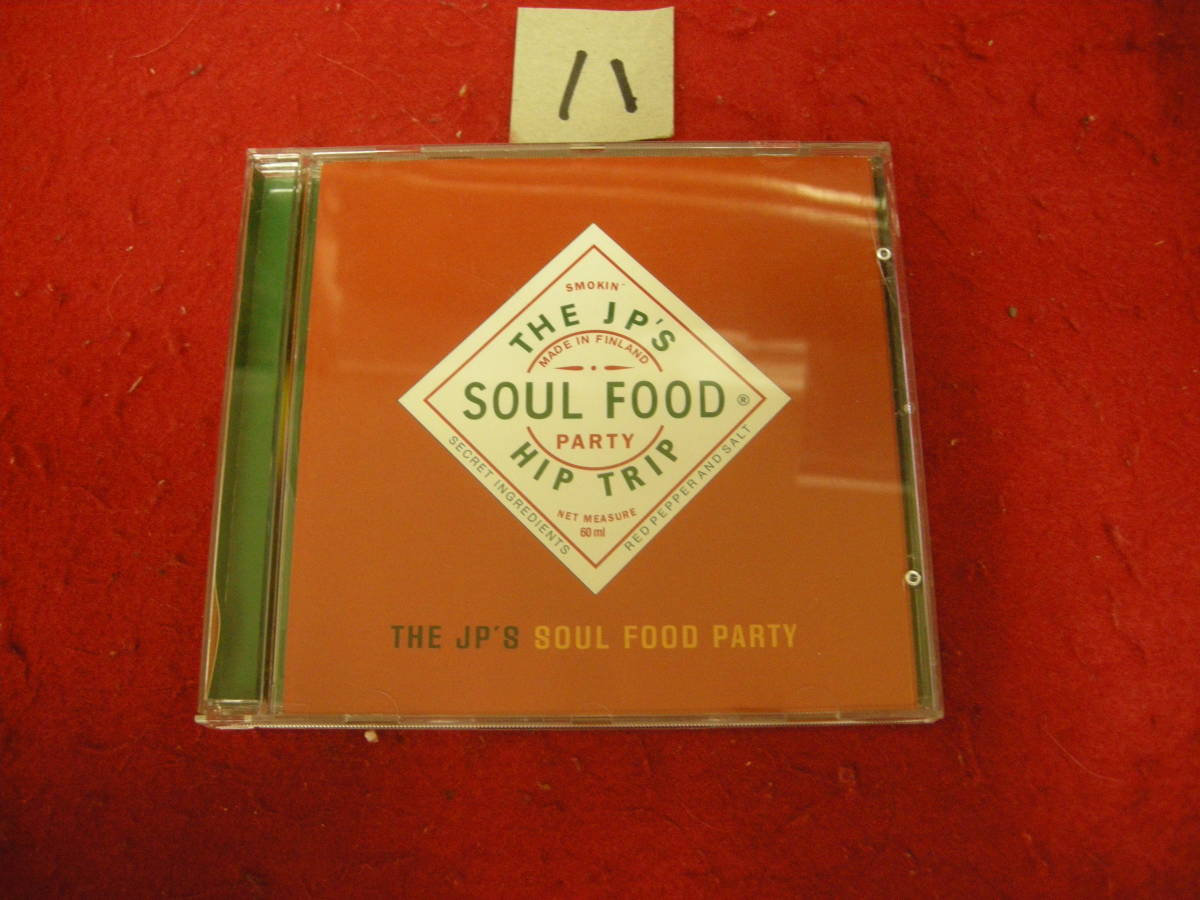 ハ
SMOKIN'
THE JP'S
MADE IN FINLAND
SOUL FOOD ®
PARTY
HIP TRIP
SECRET INGREDIENTS
RED PEPPER AND SALT
NET MEASURE
60 ml
THE JP'S SOUL FOOD PARTY